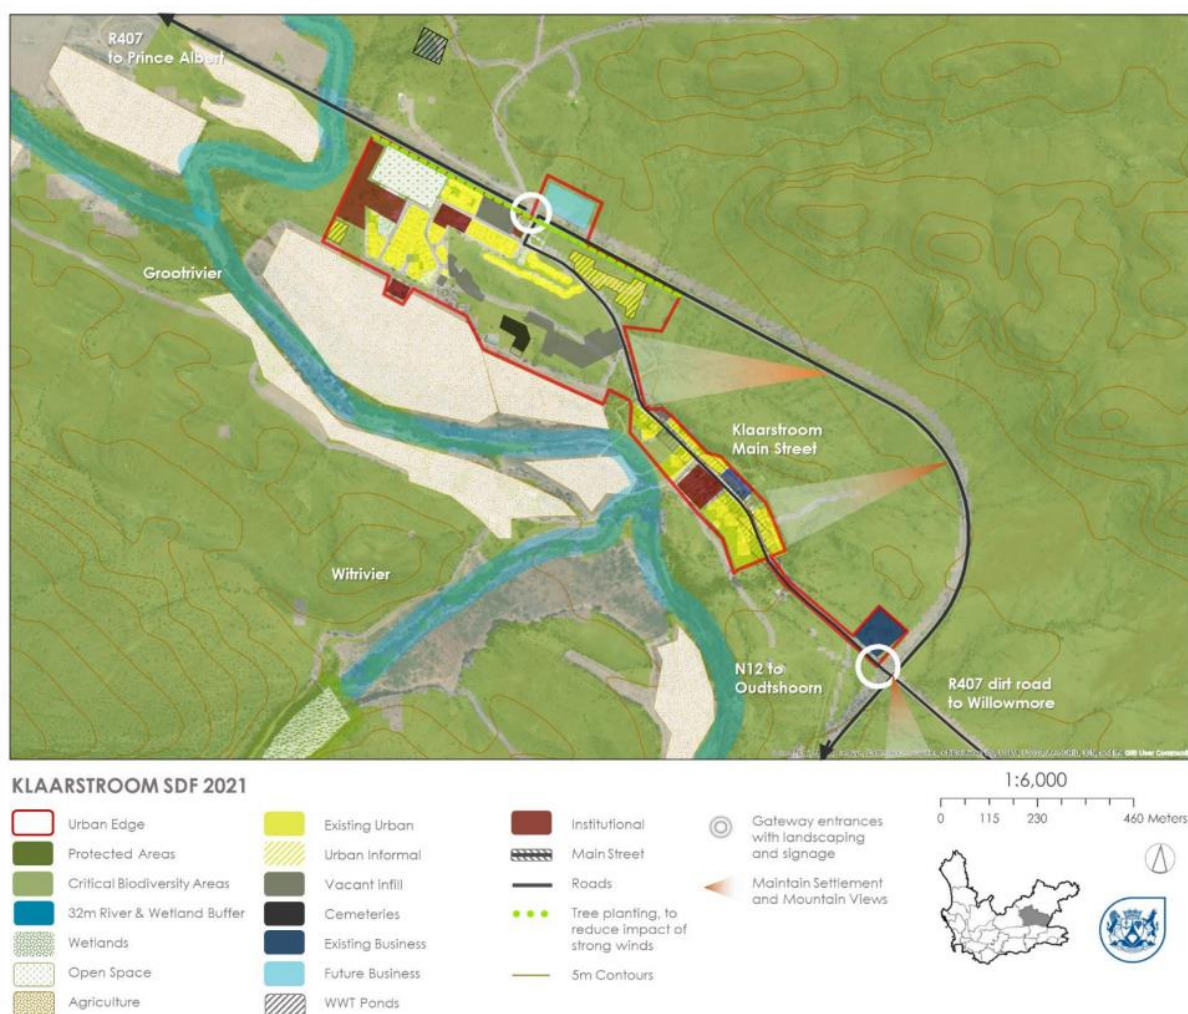 R407
to Prince Albert
Grootrivier
Klaarstroom
Main Street
Witrivier
N12 to
Oudtshoorn
R407 dirt road
to Willowmore
GIS User Communit
KLAARSTROOM SDF 2021
Urban Edge
Protected Areas
Critical Biodiversity Areas
32m River & Wetland Buffer
Wetlands
Open Space
Agriculture
Existing Urban
Urban Informal
Vacant Infill
Cemeteries
Existing Business
Future Business
WWT Ponds
Institutional
Main Street
Roads
Tree planting, to
reduce impact of
strong winds
5m Contours
Gateway entrances
with landscaping
and signage
Maintain Settlement
and Mountain Views
1:6,000
0 115 230 460 Meters